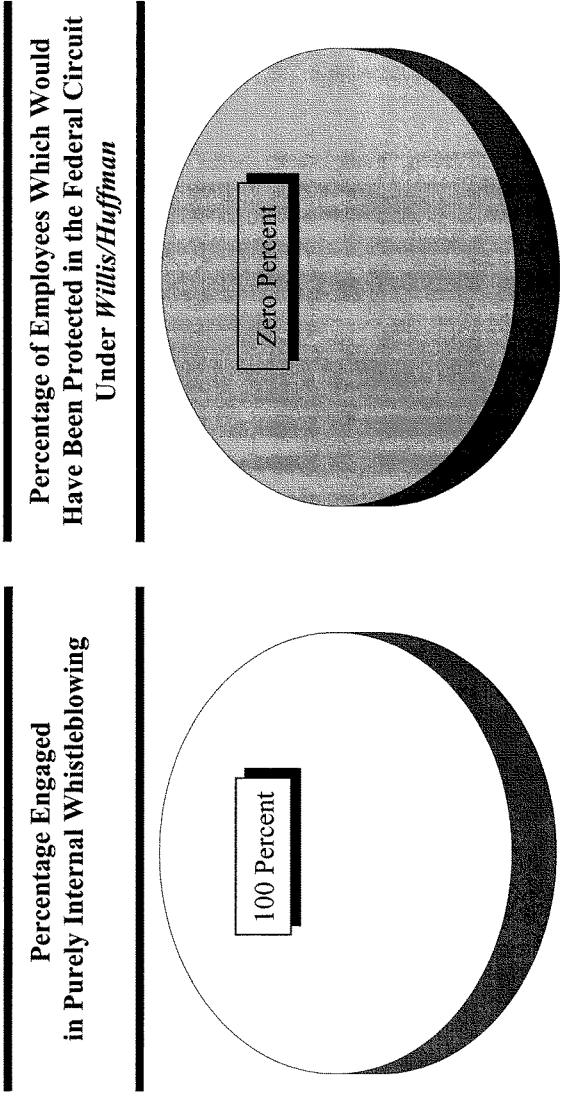 Percentage Engaged
in Purely Internal Whistleblowing
100 Percent
Percentage of Employees Which Would
Have Been Protected in the Federal Circuit
Under Willis/Huffman
Zero Percent